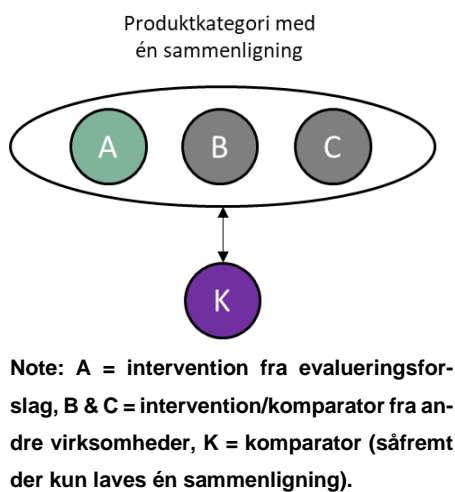 Produktkategori med
én sammenligning
A B C
K
Note: A = intervention fra evalueringsfor-
slag, B & C = intervention/komparator fra an-
dre virksomheder, K = komparator (såfremt
der kun laves én sammenligning).